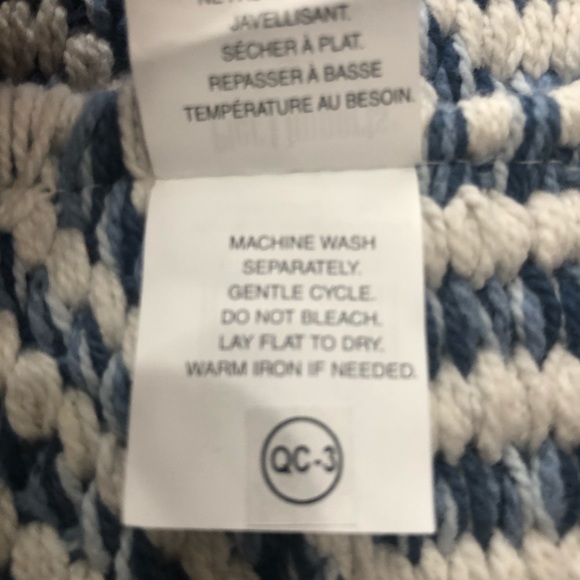 JAVELLISANT.
SÉCHER À PLAT.
REPASSER À BASSE
TEMPÉRATURE AU BESOIN.
MACHINE WASH
SEPARATELY.
GENTLE CYCLE.
DO NOT BLEACH.
LAY FLAT TO DRY.
WARM IRON IF NEEDED.
QC-3